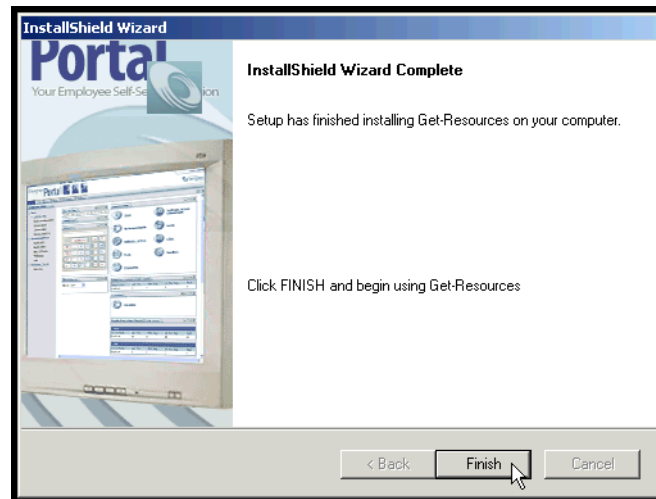 InstallShield Wizard
Portal
Your Employee Self-Se ion
InstallShield Wizard Complete
Setup has finished installing Get-Resources on your computer.
Portal
Click FINISH and begin using Get-Resources
< Back
Finish
Cancel